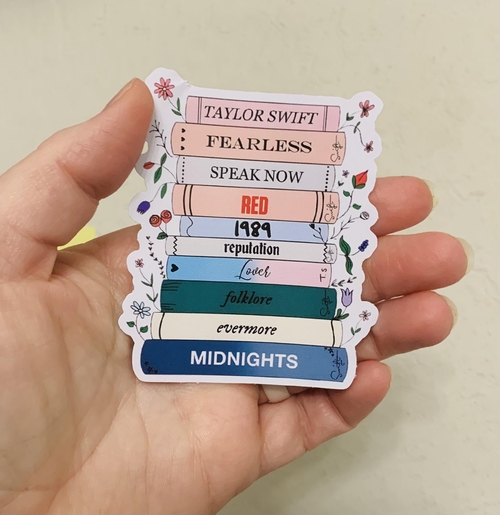 TAYLOR SWIFT
FEARLESS
SPEAK NOW
RED
1989
reputation
Lover
T S
folklore
evermore
MIDNIGHTS